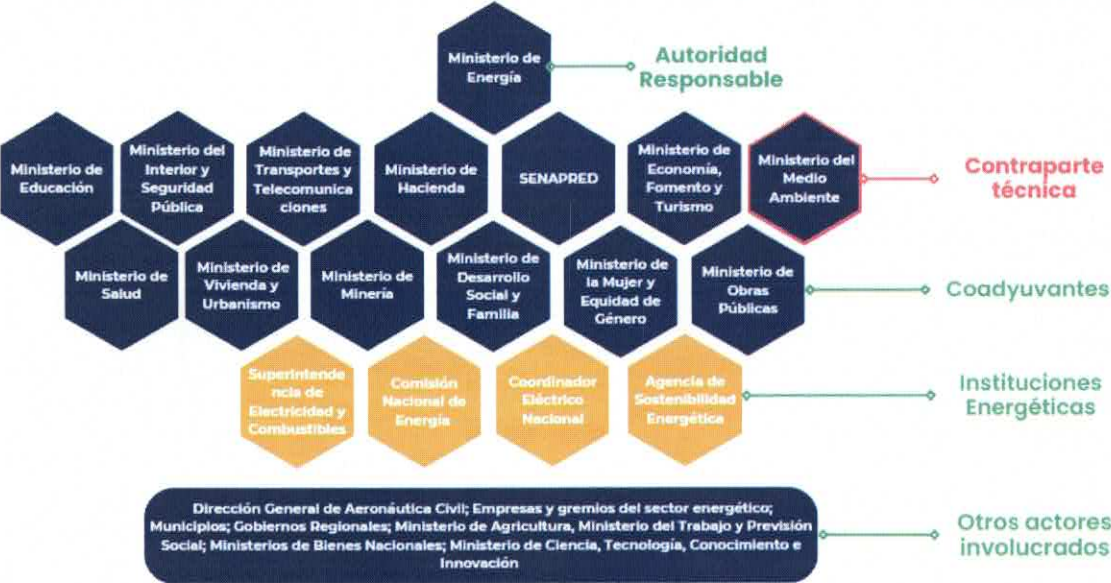 Ministerio de
Energía
Autoridad
Responsable
Ministerio de
Educación
Ministerio del
Interior y
Seguridad
Pública
Ministerio de
Transportes y
Telecomunica
ciones
Ministerio de
Hacienda
SENAPRED
Ministerio de
Economía,
Fomento y
Turismo
Ministerio del
Medio
Ambiente
Contraparte
técnica
Ministerio de
Salud
Ministerio de
Vivienda y
Urbanismo
Ministerio de
Minería
Ministerio de
Desarrollo
Social y
Familia
Ministerio de
la Mujer y
Equidad de
Género
Ministerio de
Obras
Públicas
Coadyuvantes
Superintende
ncia de
Electricidad y
Combustibles
Comisión
Nacional de
Energía
Coordinador
Eléctrico
Nacional
Agencia de
Sostenibilidad
Energética
Instituciones
Energéticas
Dirección General de Aeronáutica Civil; Empresas y gremios del sector energético;
Municipios; Gobiernos Regionales; Ministerio de Agricultura, Ministerio del Trabajo y Previsión
Social; Ministerios de Bienes Nacionales; Ministerio de Ciencia, Tecnología, Conocimiento e
Innovación
Otros actores
involucrados